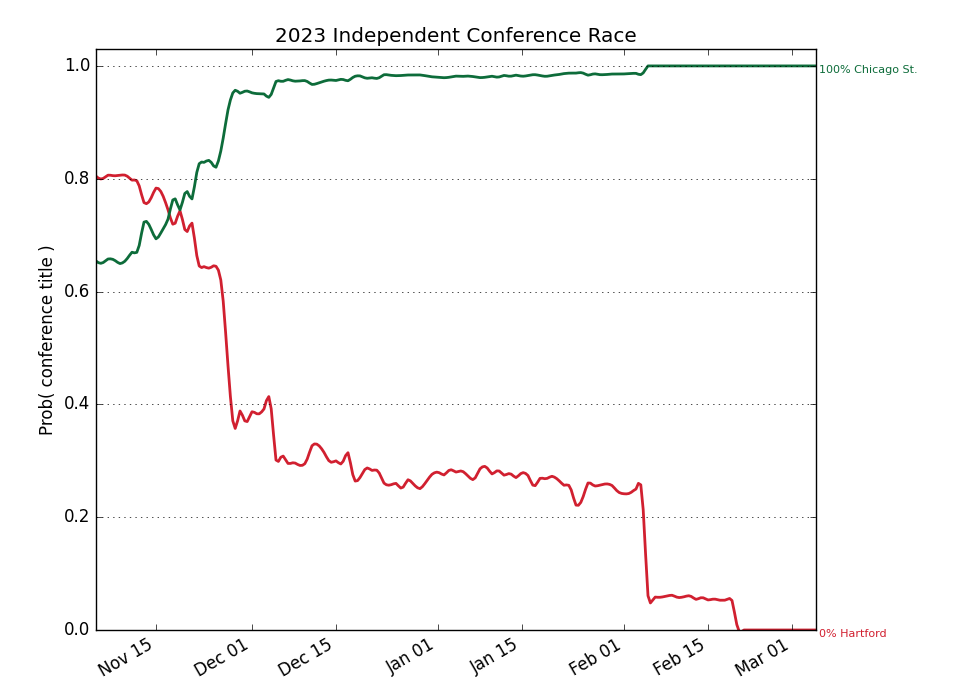 2023 Independent Conference Race
Prob( conference title )
1.0
0.8
0.6
0.4
0.2
0.0
100% Chicago St.
0% Hartford
Nov 15
Dec 01
Dec 15
Jan 01
Jan 15
Feb 01
Feb 15
Mar 01